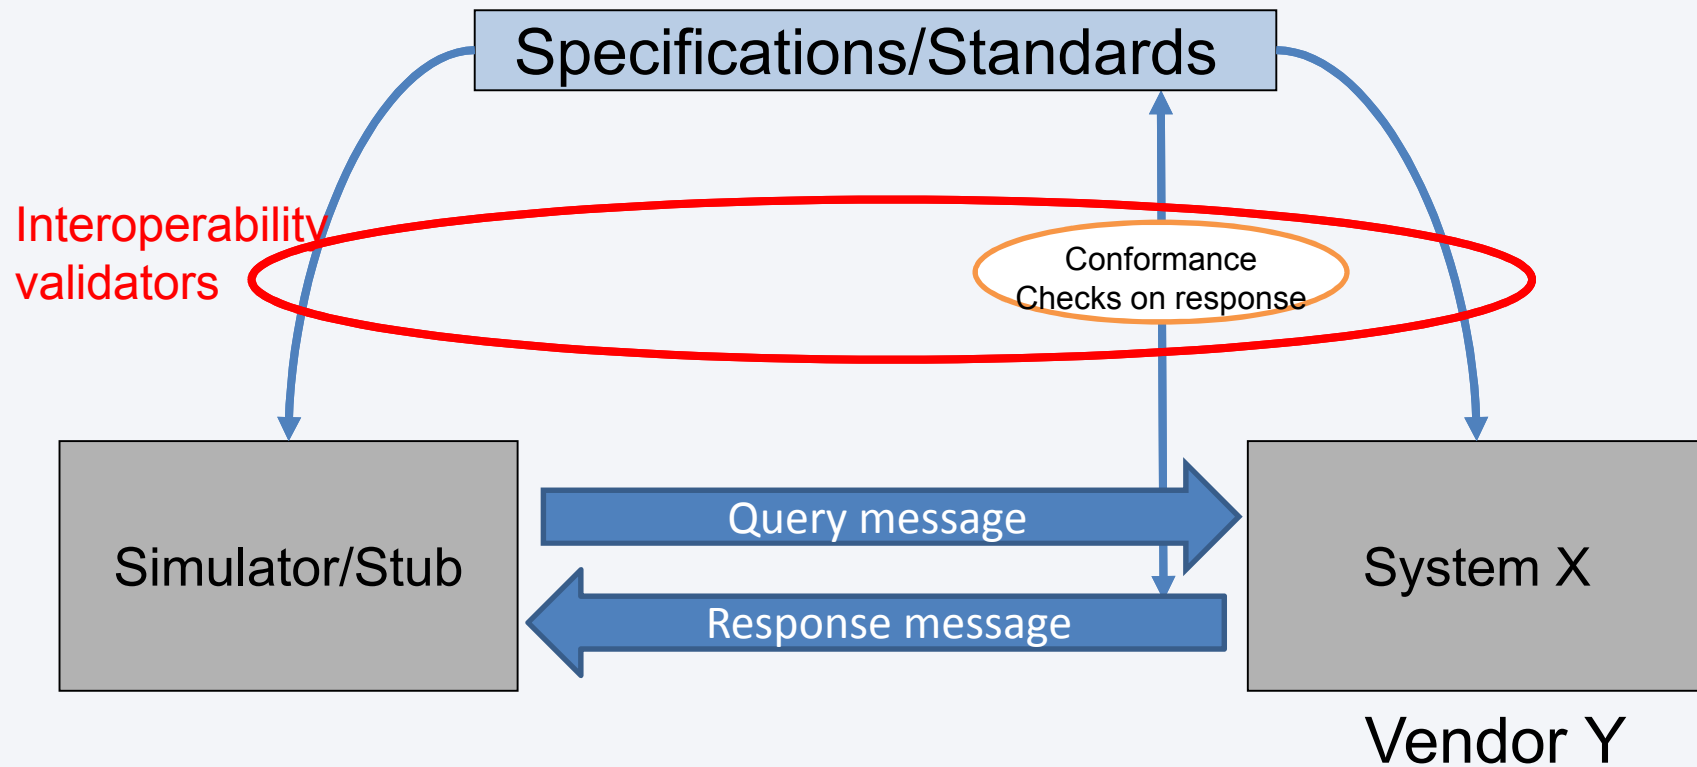 Specifications/Standards
Interoperability
validators
Conformance
Checks on response
Query message
Simulator/Stub
System X
Response message
Vendor Y